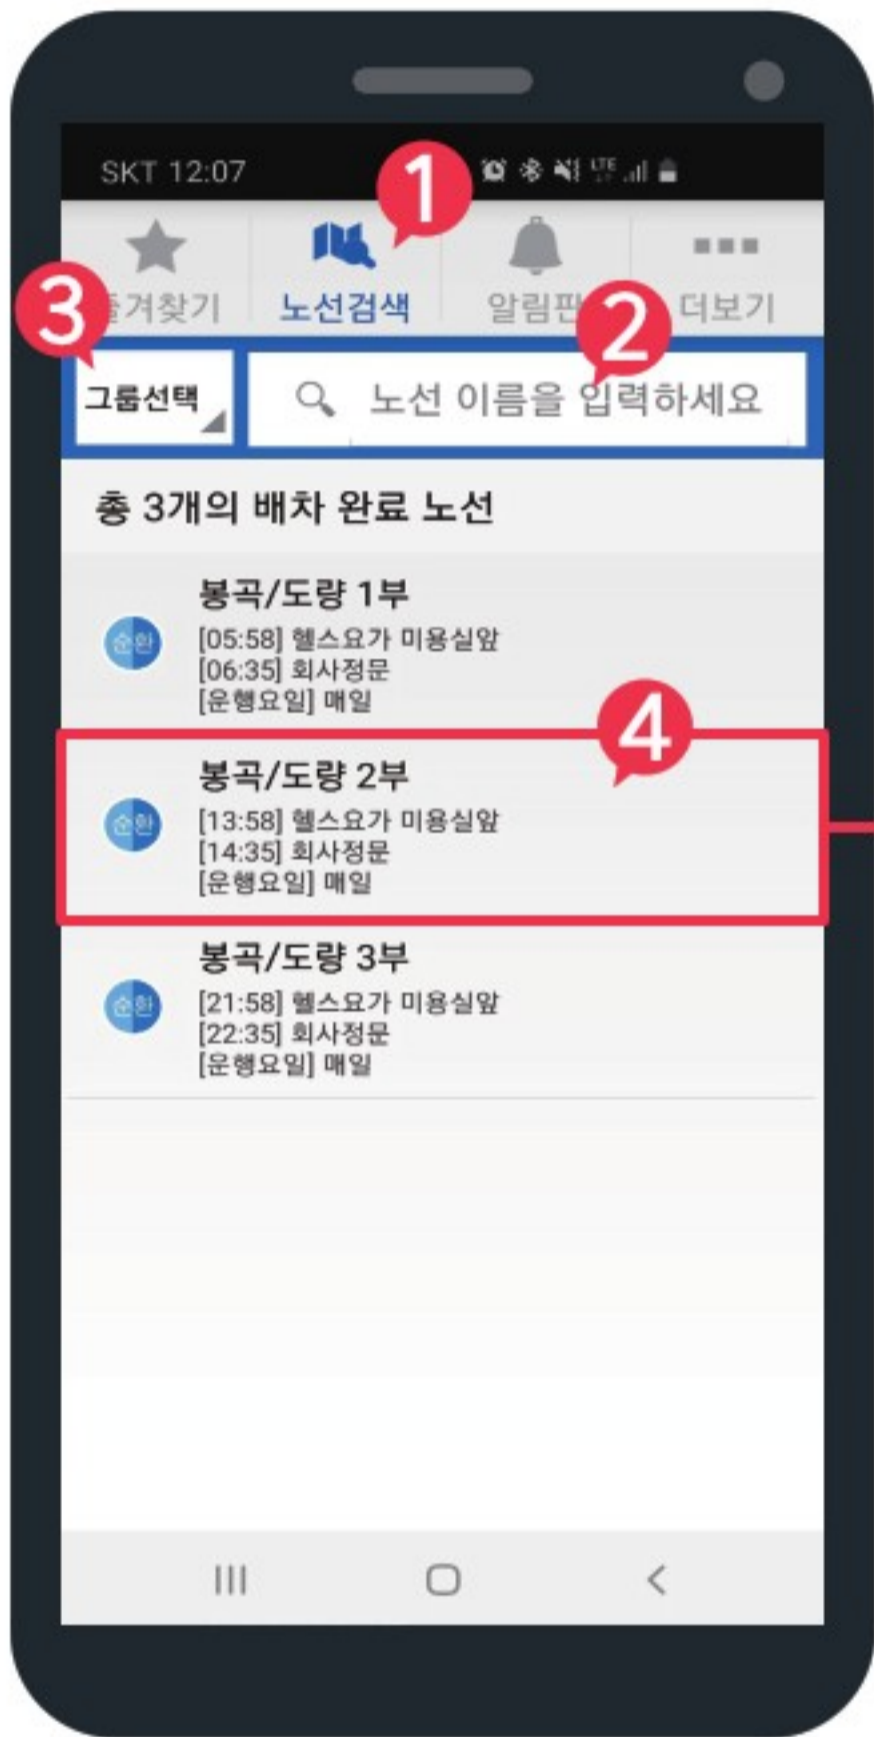 SKT 12:07
LTE
1
노선검색
알림판
더보기
3
2
그룹선택
노선 이름을 입력하세요
총 3개의 배차 완료 노선
봉곡/도량 1부
순환
[05:58] 헬스요가 미용실앞
[06:35] 회사정문
[운행요일] 매일
4
봉곡/도량 2부
순환
[13:58] 헬스요가 미용실앞
[14:35] 회사정문
[운행요일] 매일
봉곡/도량 3부
순환
[21:58] 헬스요가 미용실앞
[22:35] 회사정문
[운행요일] 매일